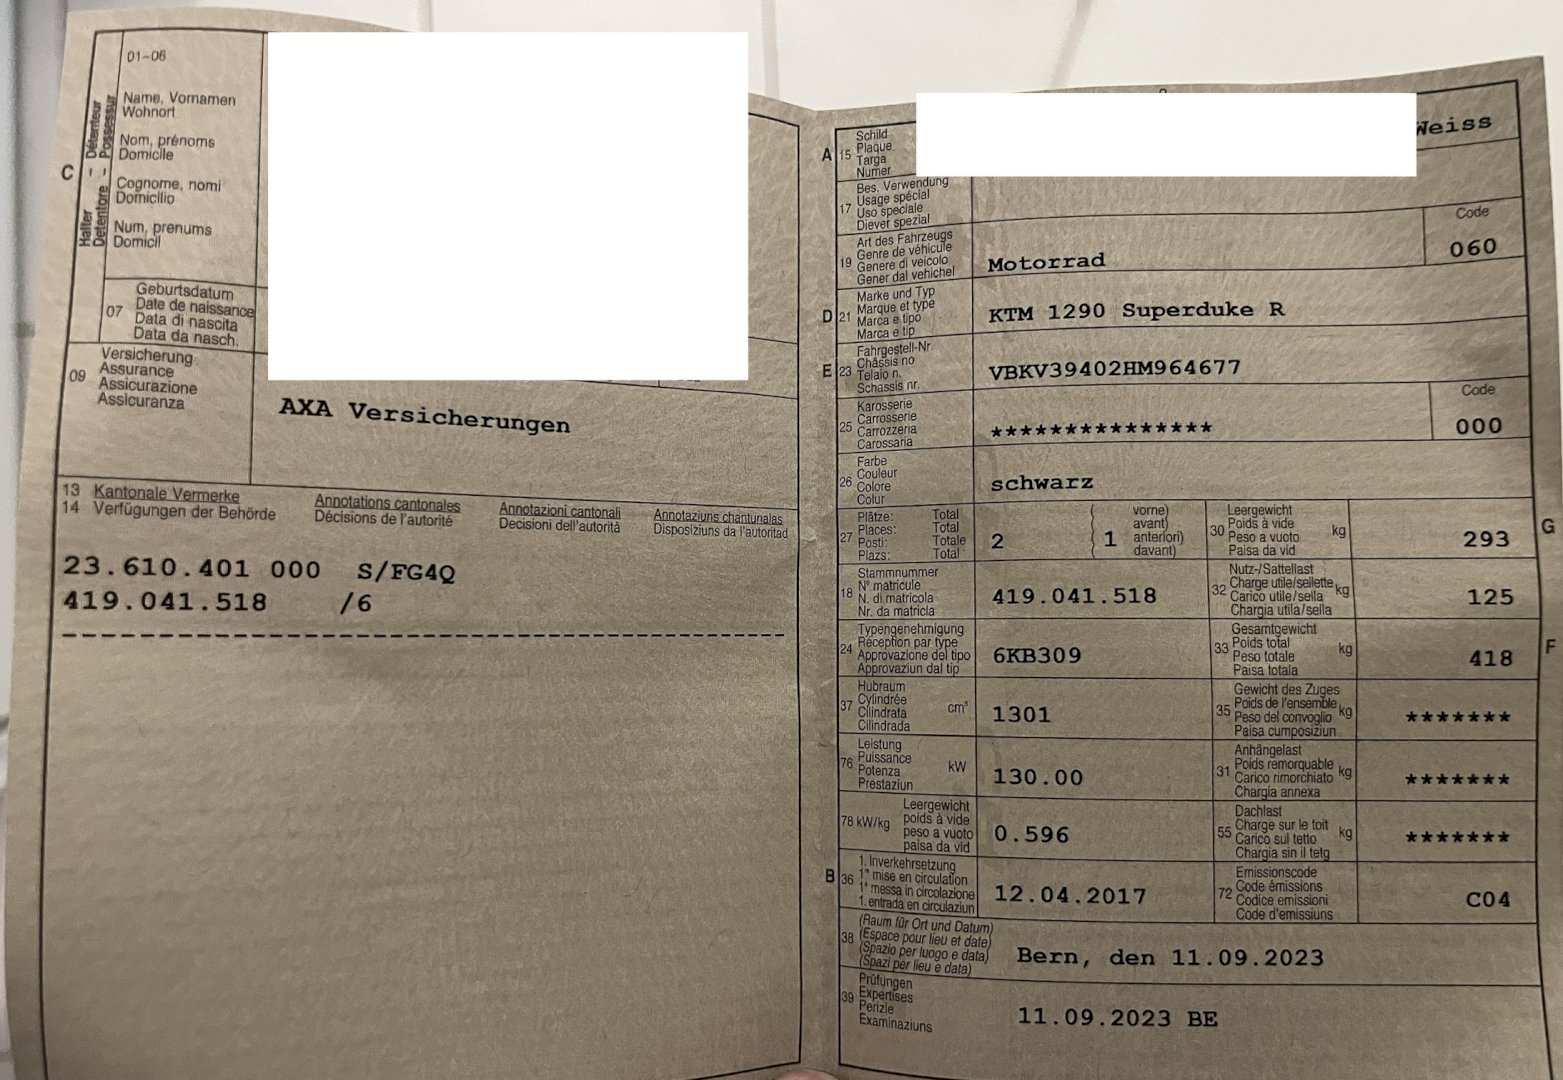 01–06
Halter – Détenteur
Detentore – Possessur
C
Name, Vornamen
Wohnort
Nom, prénoms
Domicile
Cognome, nomi
Domicilio
Num, prenums
Domicil
07
Geburtsdatum
Date de naissance
Data di nascita
Data da nasch.
09
Versicherung
Assurance
Assicurazione
Assicuranza
AXA Versicherungen
13 Kantonale Vermerke Annotations cantonales Annotazioni cantonali Annotaziuns chantunalas
14 Verfügungen der Behörde Décisions de l'autorité Decisioni dell'autorità Disposiziuns da l'autoritad
23.610.401 000 S/FG4Q
419.041.518 /6
A 15
Schild
Plaque
Targa
Numer
Weiss
17
Bes. Verwendung
Usage spécial
Uso speciale
Diever spezial
19
Art des Fahrzeugs
Genre de véhicule
Genere di veicolo
Gener dal vehichel
Motorrad
Code
060
D 21
Marke und Typ
Marque et type
Marca e tipo
Marca e tip
KTM 1290 Superduke R
E 23
Fahrgestell-Nr.
Châssis no
Telaio n.
Schassis nr.
VBKV39402HM964677
25
Karosserie
Carrosserie
Carrozzeria
Carossaria
***************
Code
000
26
Farbe
Couleur
Colore
Colur
schwarz
27
Plätze: Total
Places: Total
Posti: Totale
Plazs: Total
2
( 1
vorne)
avant)
anteriori)
davant)
30
Leergewicht
Poids à vide
Peso a vuoto
Paisa da vid
kg
293
G
18
Stammnummer
N° matricule
N. di matricola
Nr. da matricla
419.041.518
32
Nutz-/Sattellast
Charge utile/sellette
Carico utile/sella
Chargia utila/sella
kg
125
24
Typengenehmigung
Réception par type
Approvazione del tipo
Approvaziun dal tip
6KB309
33
Gesamtgewicht
Poids total
Peso totale
Paisa totala
kg
418
F
37
Hubraum
Cylindrée
Cilindrata
Cilindrada
cm³
1301
35
Gewicht des Zuges
Poids de l'ensemble
Peso del convoglio
Paisa cumposiziun
kg
*******
76
Leistung
Puissance
Potenza
Prestaziun
kW
130.00
31
Anhängelast
Poids remorquable
Carico rimorchiato
Chargia annexa
kg
*******
78 kW/kg
Leergewicht
poids à vide
peso a vuoto
paisa da vid
0.596
55
Dachlast
Charge sur le toit
Carico sul tetto
Chargia sin il tetg
kg
*******
B 36
1. Inverkehrsetzung
1re mise en circulation
1a messa in circolazione
1. entrada en circulaziun
12.04.2017
72
Emissionscode
Code émissions
Codice emissioni
Code d'emissiuns
C04
38
(Raum für Ort und Datum)
(Espace pour lieu et date)
(Spazio per luogo e data)
(Spazi per lieu e data)
Bern, den 11.09.2023
39
Prüfungen
Expertises
Perizie
Examinaziuns
11.09.2023 BE